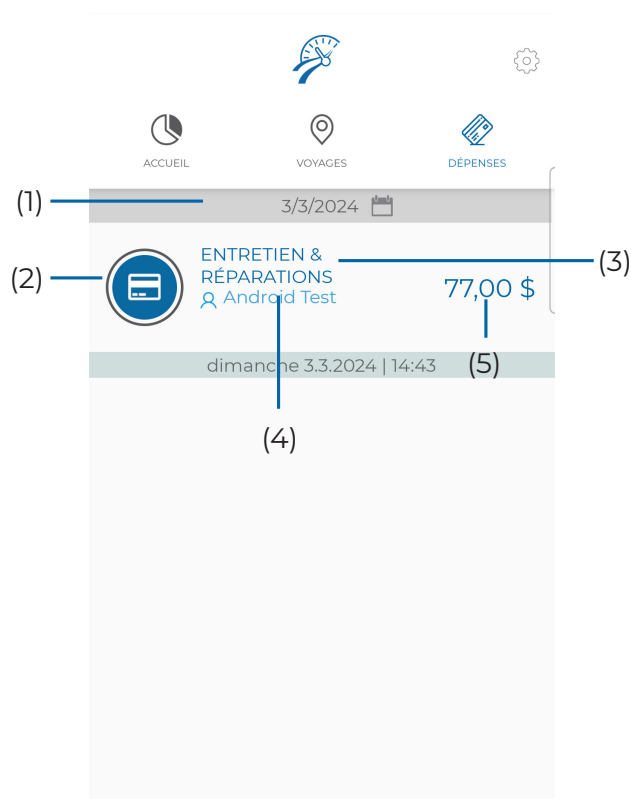 ACCUEIL
VOYAGES
DÉPENSES
(1)
3/3/2024
(2)
ENTRETIEN &
RÉPARATIONS
(3)
Android Test
77,00 $
dimanche 3.3.2024 | 14:43
(5)
(4)